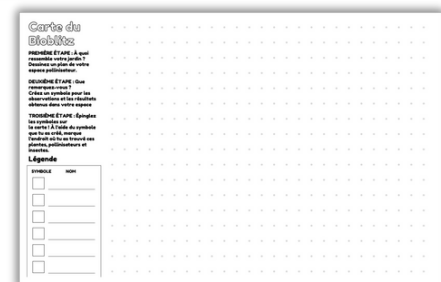 Carte du
Bioblitz
PREMIÈRE ÉTAPE : À quoi
ressemble votre jardin ?
Dessinez un plan de votre
espace pollinisateur.
DEUXIÈME ÉTAPE : Que
remarquez-vous ?
Créez un symbole pour les
observations et les résultats
obtenus dans votre espace
TROISIÈME ÉTAPE : Épinglez
les symboles sur
la carte ! À l'aide du symbole
que tu as créé, marque
l'endroit où tu as trouvé ces
plantes, pollinisateurs et
insectes.
Légende
SYMBOLE NOM